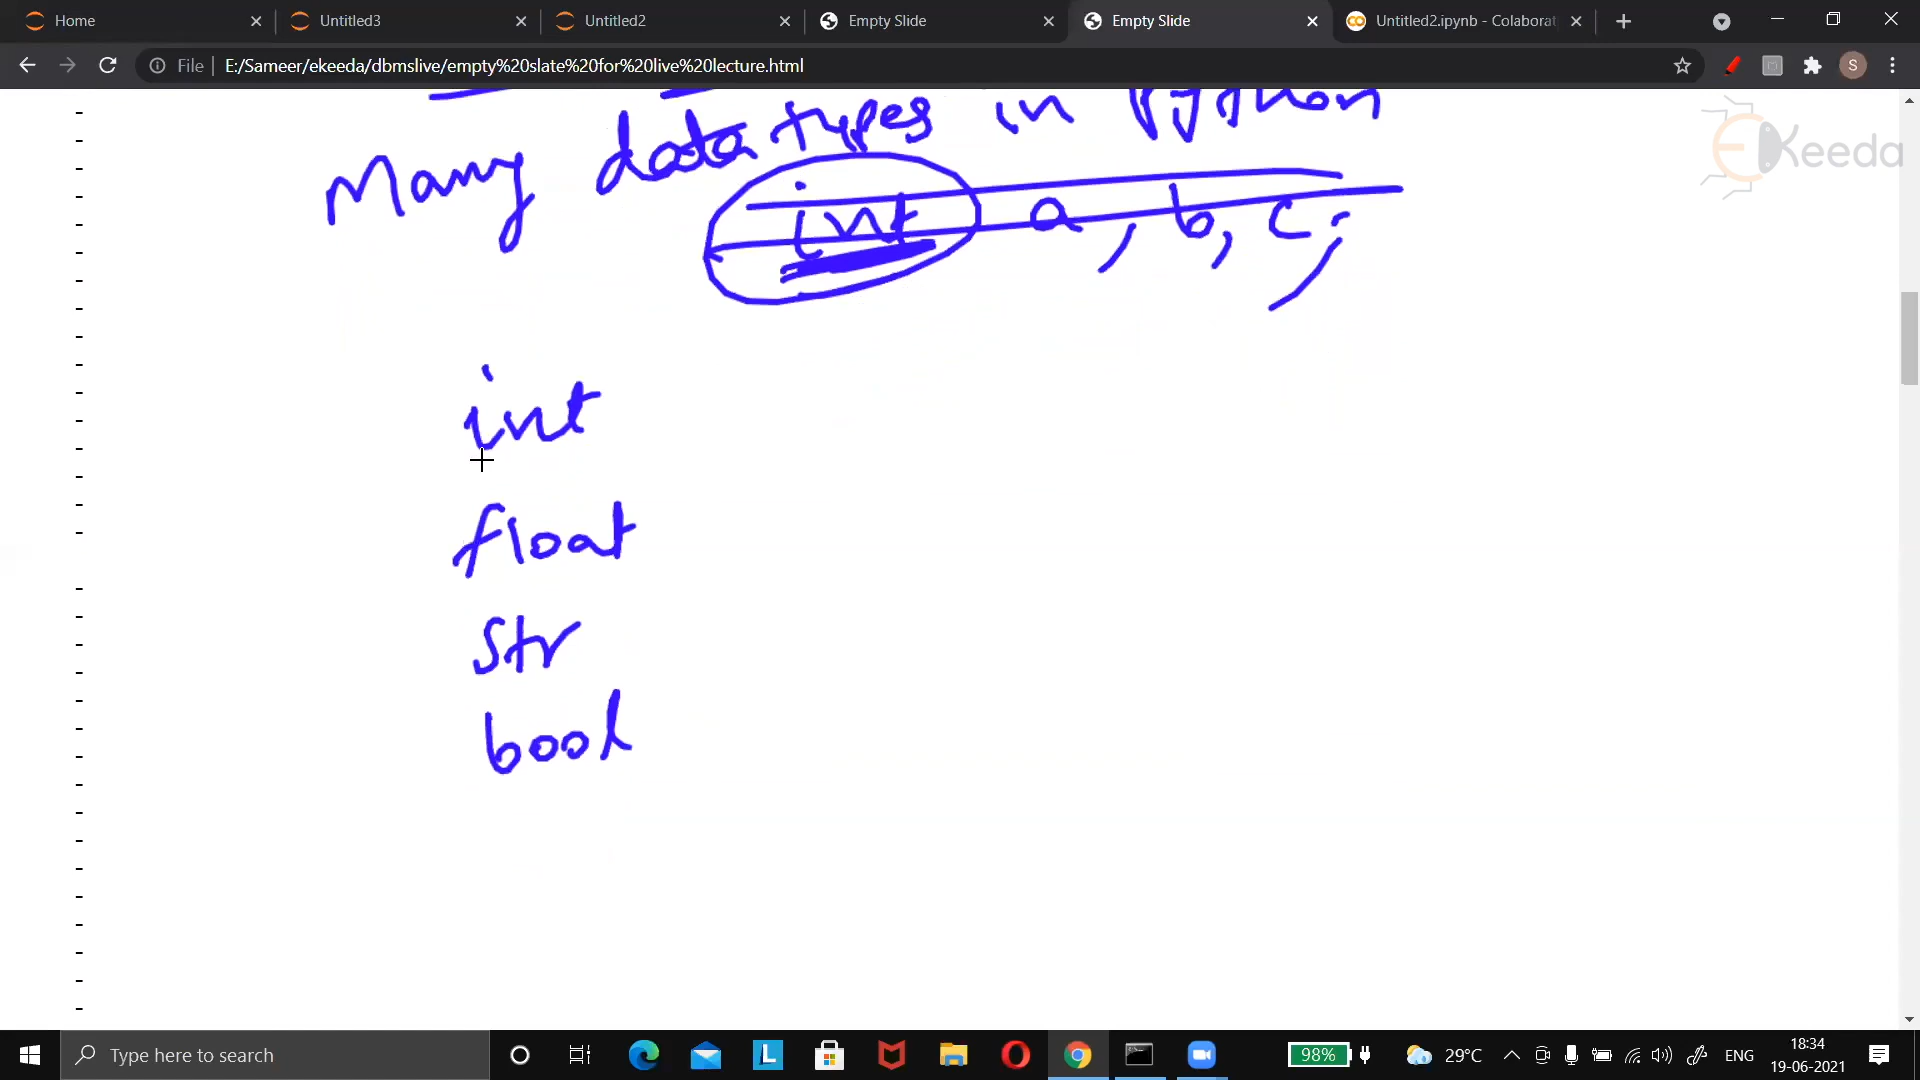 Home
Untitled3
Untitled2
Empty Slide
Empty Slide
Untitled2.ipynb - Colaborat
File | E:/Sameer/ekeeda/dbmslive/empty%20slate%20for%20live%20lecture.html
S
Many data types in Python
int a, b, c;
EKeeda
int
float
str
bool
Type here to search
98%
29°C
ENG
18:34
19-06-2021